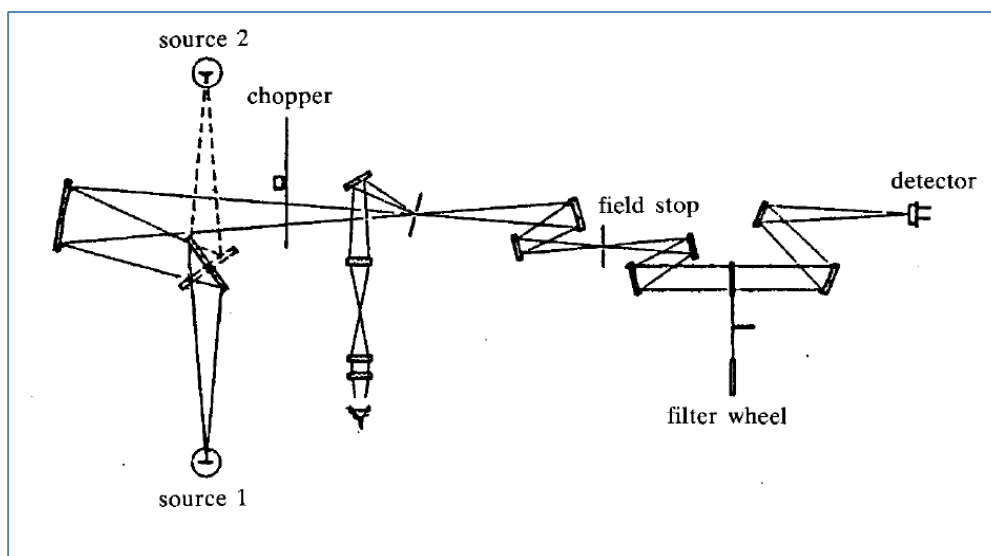 source 2
chopper
detector
field stop
filter wheel
source 1